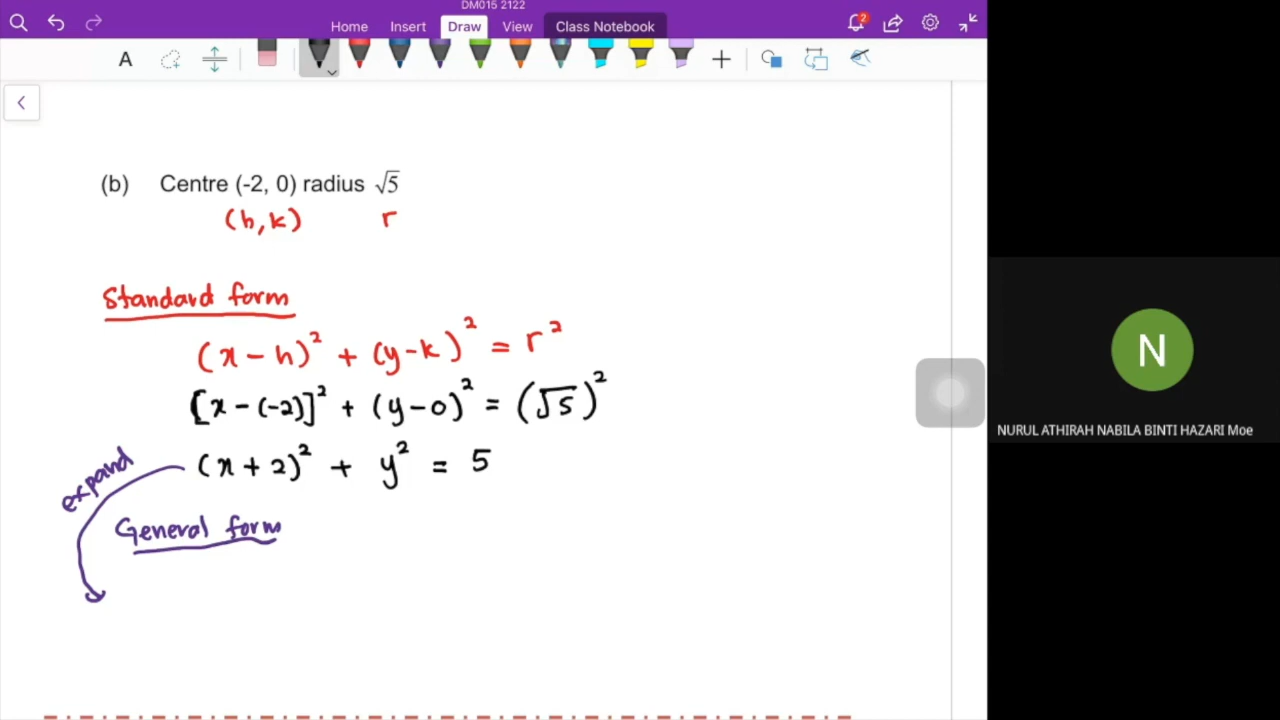 DM015 2122
Home Insert Draw View Class Notebook
2
A
(b) Centre (-2, 0) radius √5
(h, k) r
Standard form
(x - h)² + (y - k)² = r²
[x - (-2)]² + (y - 0)² = (√5)²
(x + 2)² + y² = 5
expand
General form
N
NURUL ATHIRAH NABILA BINTI HAZARI Moe